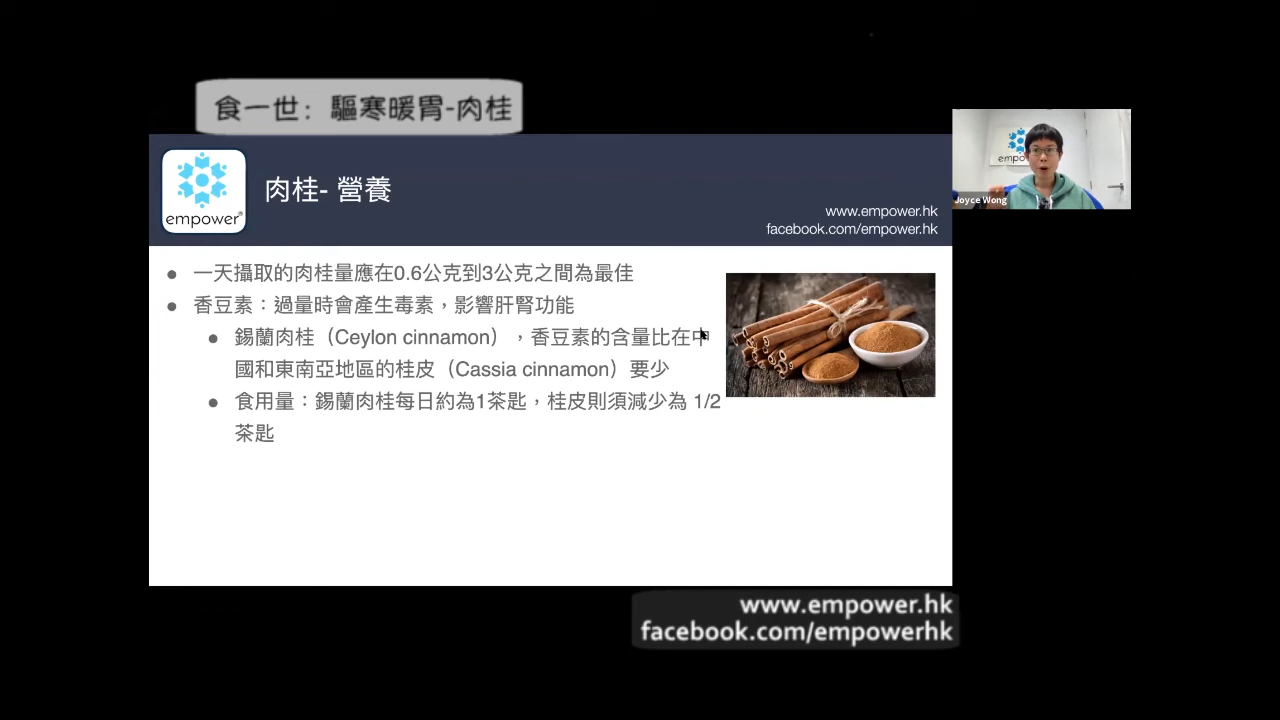 食一世：驅寒暖胃-肉桂
empower®
肉桂- 營養
www.empower.hk
facebook.com/empower.hk
● 一天攝取的肉桂量應在0.6公克到3公克之間為最佳
● 香豆素：過量時會產生毒素，影響肝腎功能
● 錫蘭肉桂（Ceylon cinnamon），香豆素的含量比在中
國和東南亞地區的桂皮（Cassia cinnamon）要少
● 食用量：錫蘭肉桂每日約為1茶匙，桂皮則須減少為 1/2
茶匙
empo
Joyce Wong
www.empower.hk
facebook.com/empowerhk